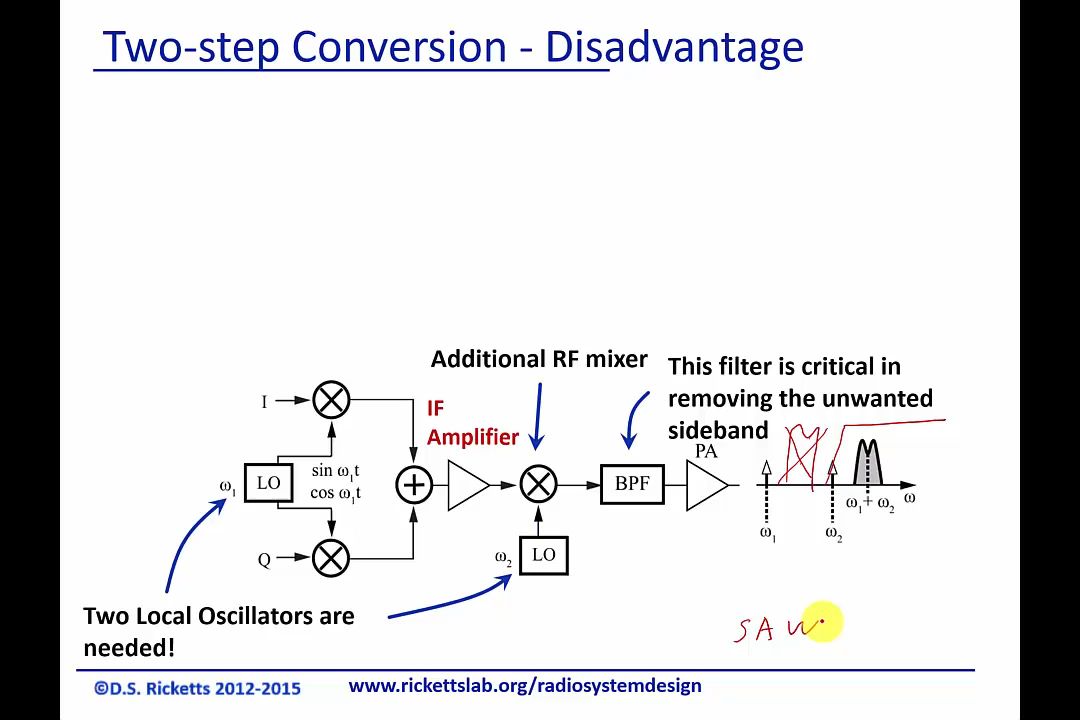 Two-step Conversion - Disadvantage
Additional RF mixer
This filter is critical in
removing the unwanted
sideband
IF
Amplifier
I
LO
ω1
sin ω1t
cos ω1t
Q
ω2
LO
BPF
PA
ω1
ω2
ω1+ ω2
ω
Two Local Oscillators are
needed!
SAW
©D.S. Ricketts 2012-2015
www.rickettslab.org/radiosystemdesign